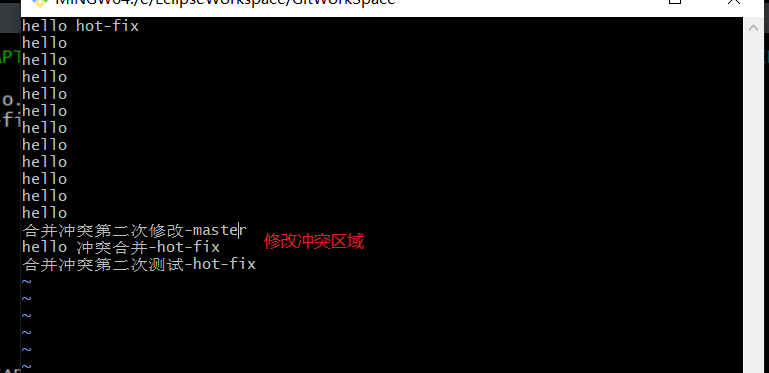 MINGW64:/c/EclipseWorkspace/GitWorkSpace
hello hot-fix
hello
hello
hello
hello
hello
hello
hello
hello
hello
hello
hello
合并冲突第二次修改-master
hello 冲突合并-hot-fix
合并冲突第二次测试-hot-fix
修改冲突区域
~
~
~
~
~
~